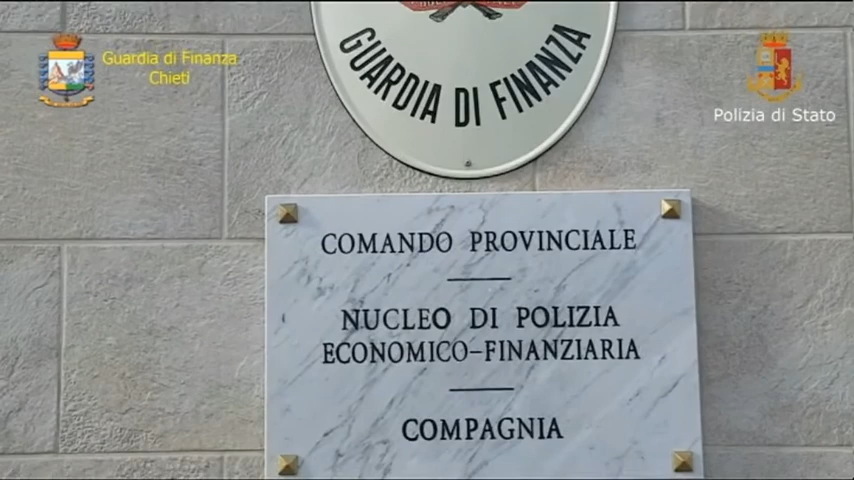 Guardia di Finanza
Chieti
Polizia di Stato
GUARDIA DI FINANZA
COMANDO PROVINCIALE
NUCLEO DI POLIZIA
ECONOMICO-FINANZIARIA
COMPAGNIA